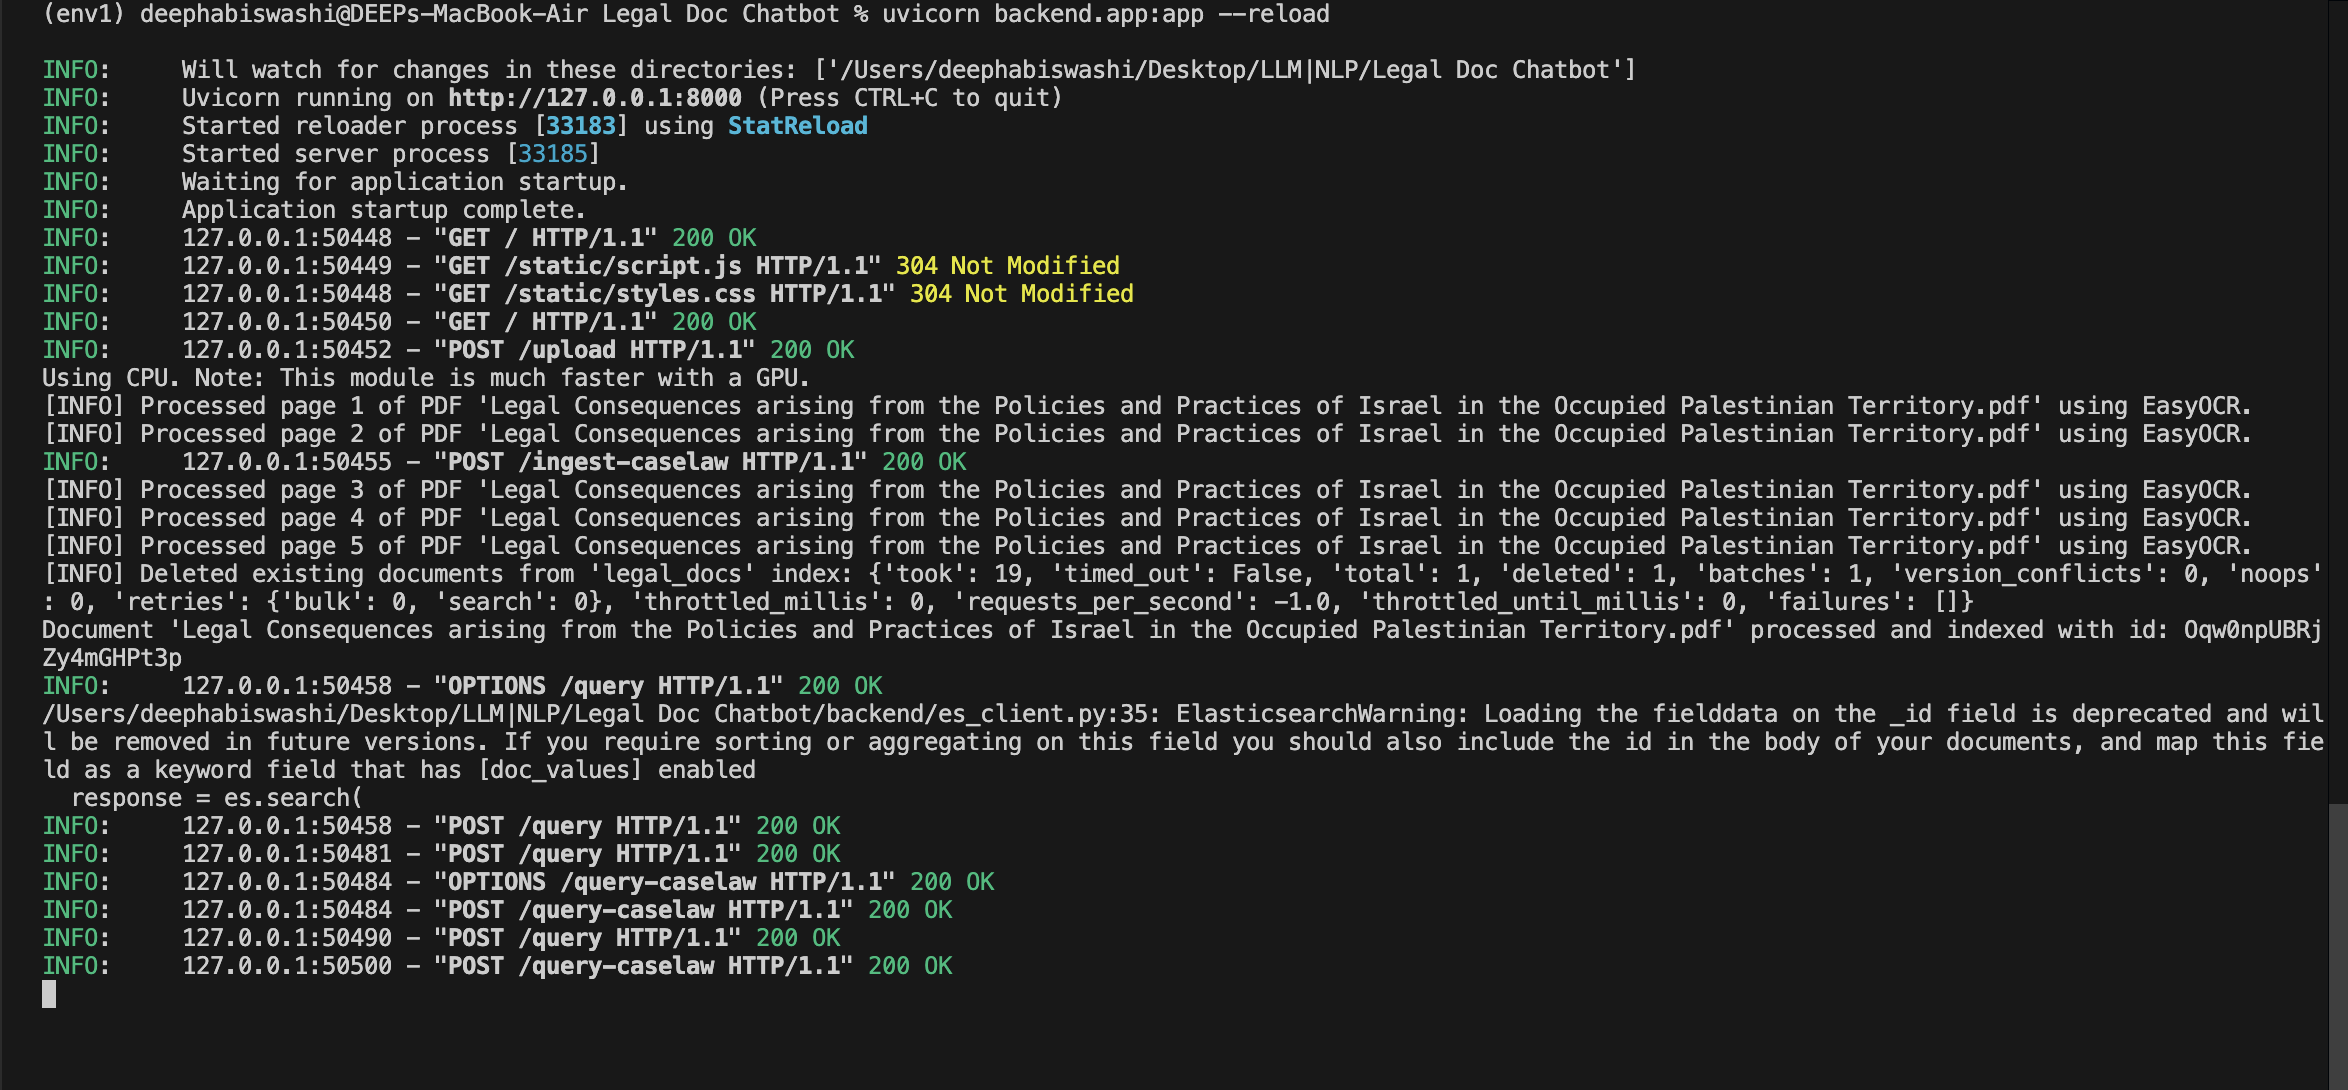 (env1) deephabiswashi@DEEPs-MacBook-Air Legal Doc Chatbot % uvicorn backend.app:app --reload
INFO:     Will watch for changes in these directories: ['/Users/deephabiswashi/Desktop/LLM|NLP/Legal Doc Chatbot']
INFO:     Uvicorn running on http://127.0.0.1:8000 (Press CTRL+C to quit)
INFO:     Started reloader process [33183] using StatReload
INFO:     Started server process [33185]
INFO:     Waiting for application startup.
INFO:     Application startup complete.
INFO:     127.0.0.1:50448 - "GET / HTTP/1.1" 200 OK
INFO:     127.0.0.1:50449 - "GET /static/script.js HTTP/1.1" 304 Not Modified
INFO:     127.0.0.1:50448 - "GET /static/styles.css HTTP/1.1" 304 Not Modified
INFO:     127.0.0.1:50450 - "GET / HTTP/1.1" 200 OK
INFO:     127.0.0.1:50452 - "POST /upload HTTP/1.1" 200 OK
Using CPU. Note: This module is much faster with a GPU.
[INFO] Processed page 1 of PDF 'Legal Consequences arising from the Policies and Practices of Israel in the Occupied Palestinian Territory.pdf' using EasyOCR.
[INFO] Processed page 2 of PDF 'Legal Consequences arising from the Policies and Practices of Israel in the Occupied Palestinian Territory.pdf' using EasyOCR.
INFO:     127.0.0.1:50455 - "POST /ingest-caselaw HTTP/1.1" 200 OK
[INFO] Processed page 3 of PDF 'Legal Consequences arising from the Policies and Practices of Israel in the Occupied Palestinian Territory.pdf' using EasyOCR.
[INFO] Processed page 4 of PDF 'Legal Consequences arising from the Policies and Practices of Israel in the Occupied Palestinian Territory.pdf' using EasyOCR.
[INFO] Processed page 5 of PDF 'Legal Consequences arising from the Policies and Practices of Israel in the Occupied Palestinian Territory.pdf' using EasyOCR.
[INFO] Deleted existing documents from 'legal_docs' index: {'took': 19, 'timed_out': False, 'total': 1, 'deleted': 1, 'batches': 1, 'version_conflicts': 0, 'noops'
: 0, 'retries': {'bulk': 0, 'search': 0}, 'throttled_millis': 0, 'requests_per_second': -1.0, 'throttled_until_millis': 0, 'failures': []}
Document 'Legal Consequences arising from the Policies and Practices of Israel in the Occupied Palestinian Territory.pdf' processed and indexed with id: Oqw0npUBRj
Zy4mGHPt3p
INFO:     127.0.0.1:50458 - "OPTIONS /query HTTP/1.1" 200 OK
/Users/deephabiswashi/Desktop/LLM|NLP/Legal Doc Chatbot/backend/es_client.py:35: ElasticsearchWarning: Loading the fielddata on the _id field is deprecated and wil
l be removed in future versions. If you require sorting or aggregating on this field you should also include the id in the body of your documents, and map this fie
ld as a keyword field that has [doc_values] enabled
  response = es.search(
INFO:     127.0.0.1:50458 - "POST /query HTTP/1.1" 200 OK
INFO:     127.0.0.1:50481 - "POST /query HTTP/1.1" 200 OK
INFO:     127.0.0.1:50484 - "OPTIONS /query-caselaw HTTP/1.1" 200 OK
INFO:     127.0.0.1:50484 - "POST /query-caselaw HTTP/1.1" 200 OK
INFO:     127.0.0.1:50490 - "POST /query HTTP/1.1" 200 OK
INFO:     127.0.0.1:50500 - "POST /query-caselaw HTTP/1.1" 200 OK